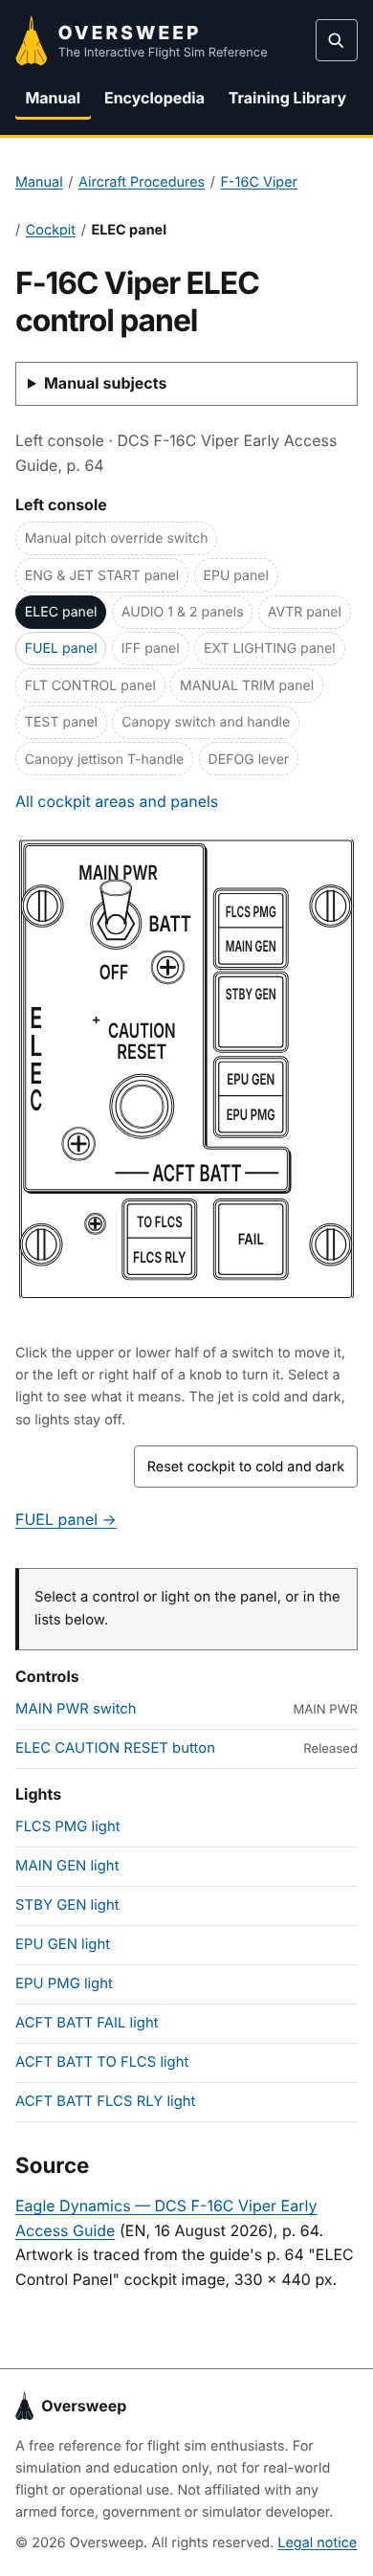 OVERSWEEP
The Interactive Flight Sim Reference
Manual Encyclopedia Training Library
Manual / Aircraft Procedures / F-16C Viper
/ Cockpit / ELEC panel
F-16C Viper ELEC
control panel
▶ Manual subjects
Left console · DCS F-16C Viper Early Access
Guide, p. 64
Left console
Manual pitch override switch
ENG & JET START panel EPU panel
ELEC panel AUDIO 1 & 2 panels AVTR panel
FUEL panel IFF panel EXT LIGHTING panel
FLT CONTROL panel MANUAL TRIM panel
TEST panel Canopy switch and handle
Canopy jettison T-handle DEFOG lever
All cockpit areas and panels
MAIN PWR
BATT
OFF
ELEC
+ CAUTION
RESET
FLCS PMG
MAIN GEN
STBY GEN
EPU GEN
EPU PMG
ACFT BATT
TO FLCS
FLCS RLY
FAIL
Click the upper or lower half of a switch to move it,
or the left or right half of a knob to turn it. Select a
light to see what it means. The jet is cold and dark,
so lights stay off.
Reset cockpit to cold and dark
FUEL panel →
Select a control or light on the panel, or in the
lists below.
Controls
MAIN PWR switch MAIN PWR
ELEC CAUTION RESET button Released
Lights
FLCS PMG light
MAIN GEN light
STBY GEN light
EPU GEN light
EPU PMG light
ACFT BATT FAIL light
ACFT BATT TO FLCS light
ACFT BATT FLCS RLY light
Source
Eagle Dynamics — DCS F-16C Viper Early
Access Guide (EN, 16 August 2026), p. 64.
Artwork is traced from the guide's p. 64 "ELEC
Control Panel" cockpit image, 330 × 440 px.
Oversweep
A free reference for flight sim enthusiasts. For
simulation and education only, not for real-world
flight or operational use. Not affiliated with any
armed force, government or simulator developer.
© 2026 Oversweep. All rights reserved. Legal notice